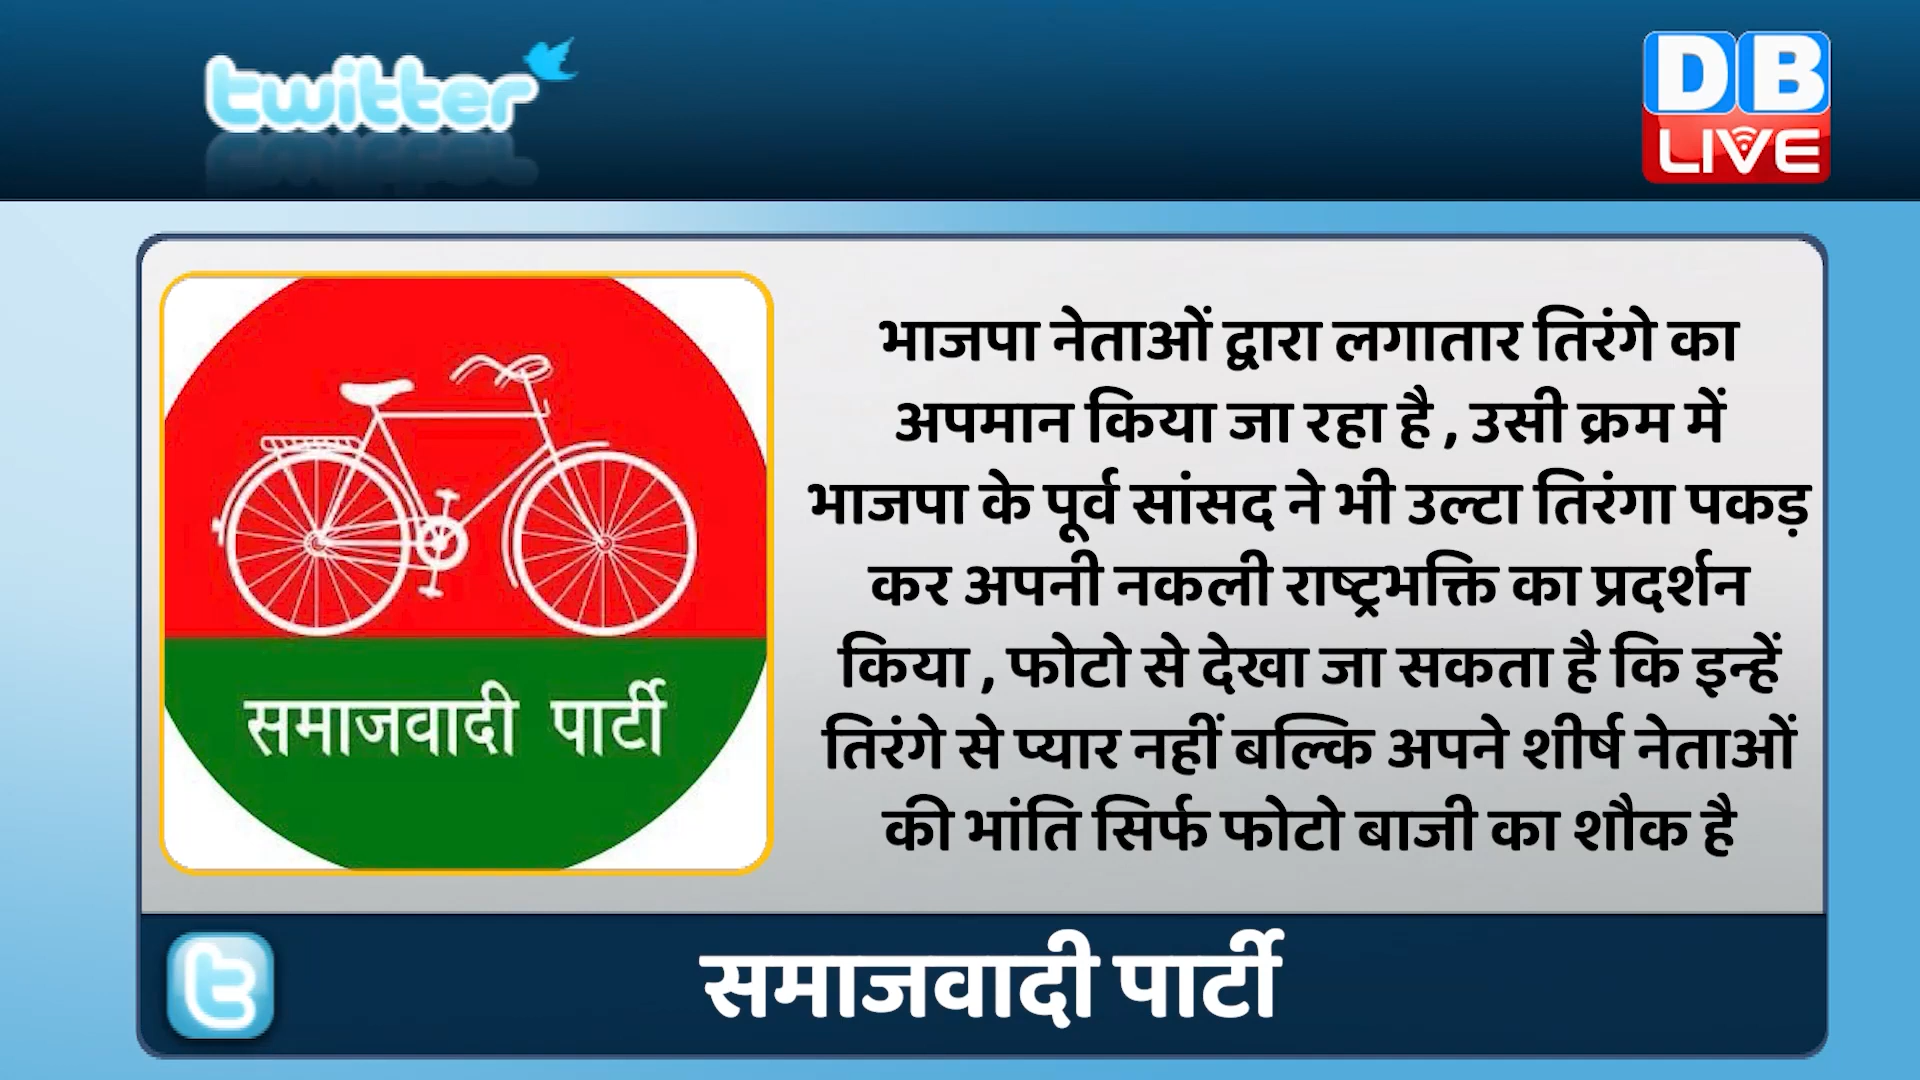 twitter
DB
LIVE
भाजपा नेताओं द्वारा लगातार तिरंगे का
अपमान किया जा रहा है , उसी क्रम में
भाजपा के पूर्व सांसद ने भी उल्टा तिरंगा पकड़
कर अपनी नकली राष्ट्रभक्ति का प्रदर्शन
किया , फोटो से देखा जा सकता है कि इन्हें
तिरंगे से प्यार नहीं बल्कि अपने शीर्ष नेताओं
की भांति सिर्फ फोटो बाजी का शौक है
समाजवादी पार्टी
t
समाजवादी पार्टी